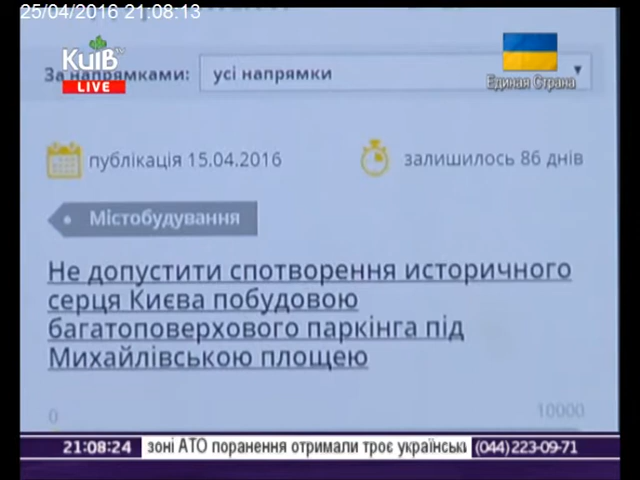 25/04/2016 21:08:13
КиЇВ TV
LIVE
За напрямками:
усі напрямки
Единая Страна
публікація 15.04.2016
залишилось 86 днів
Містобудування
Не допустити спотворення историчного
серця Києва побудовою
багатоповерхового паркінга під
Михайлівською площею
0
10000
21:08:24
зоні АТО поранення отримали троє українськ
(044)223-09-71